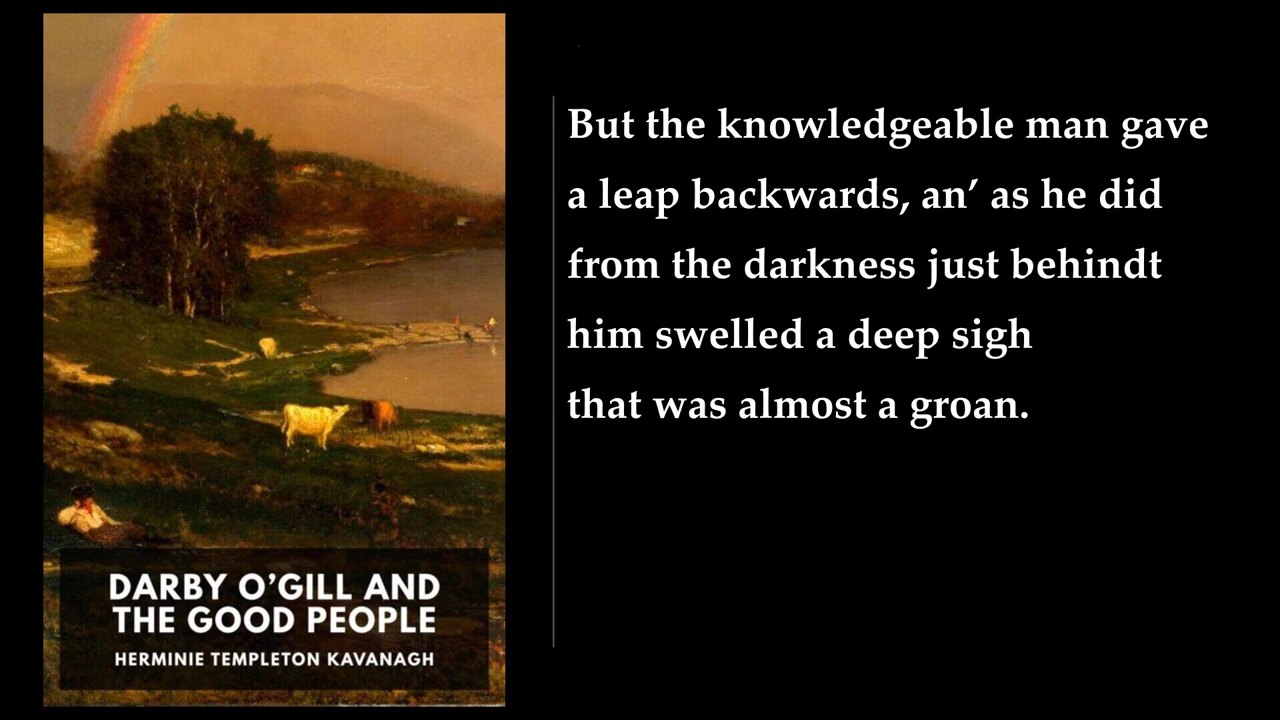 But the knowledgeable man gave
a leap backwards, an’ as he did
from the darkness just behindt
him swelled a deep sigh
that was almost a groan.
DARBY O’GILL AND
THE GOOD PEOPLE
HERMINIE TEMPLETON KAVANAGH